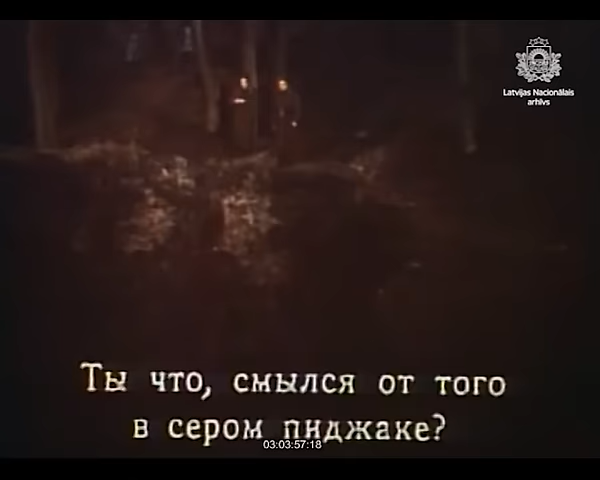 Latvijas Nacionālais
arhīvs
Ты что, смылся от того
в сером пиджаке?
03:03:57:18